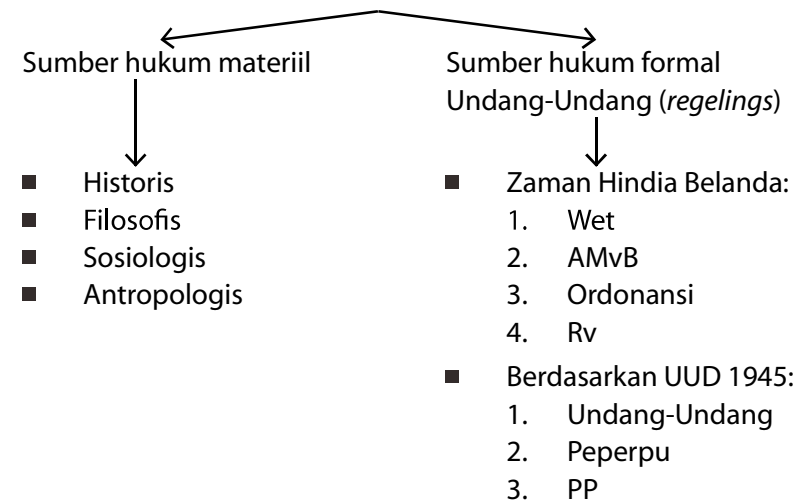 Sumber hukum materiil
■ Historis
■ Filosofis
■ Sosiologis
■ Antropologis
Sumber hukum formal
Undang-Undang (regelings)
■ Zaman Hindia Belanda:
1. Wet
2. AMvB
3. Ordonansi
4. Rv
■ Berdasarkan UUD 1945:
1. Undang-Undang
2. Peperpu
3. PP